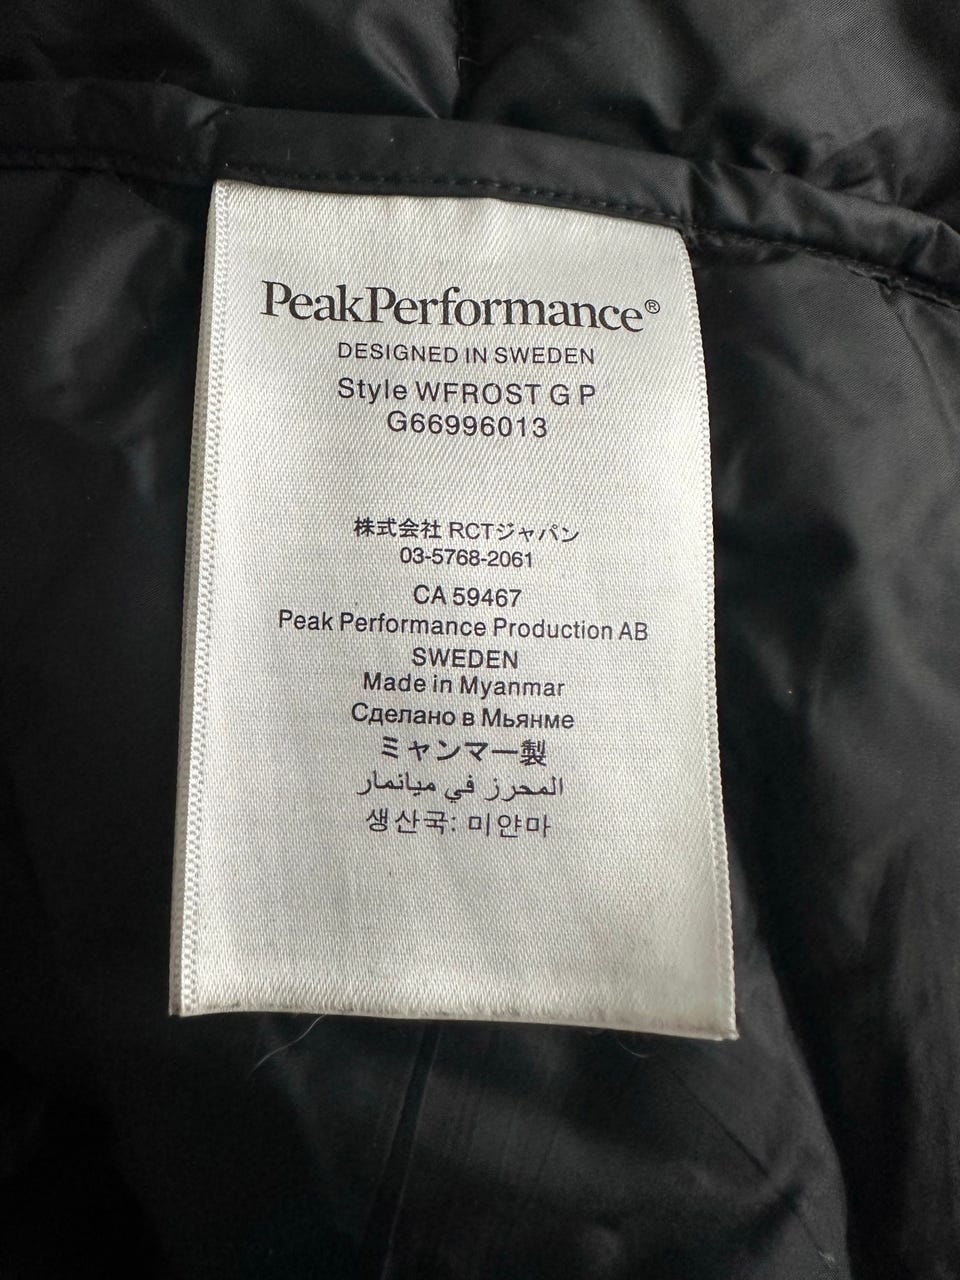 PeakPerformance®
DESIGNED IN SWEDEN
Style WFROST G P
G66996013
株式会社 RCTジャパン
03-5768-2061
CA 59467
Peak Performance Production AB
SWEDEN
Made in Myanmar
Сделано в Мьянме
ミャンマー製
المحرز في ميانمار
생산국: 미얀마